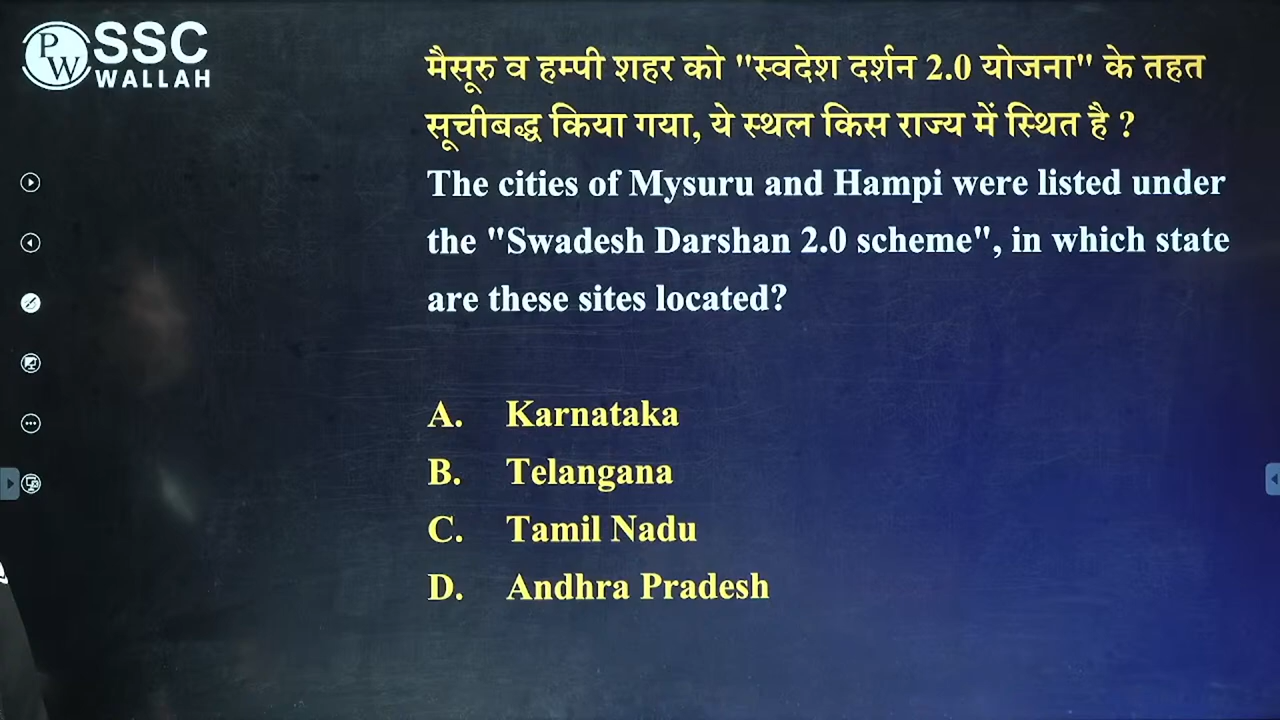 PW SSC
WALLAH
मैसूरु व हम्पी शहर को "स्वदेश दर्शन 2.0 योजना" के तहत
सूचीबद्ध किया गया, ये स्थल किस राज्य में स्थित है ?
The cities of Mysuru and Hampi were listed under
the "Swadesh Darshan 2.0 scheme", in which state
are these sites located?
A. Karnataka
B. Telangana
C. Tamil Nadu
D. Andhra Pradesh